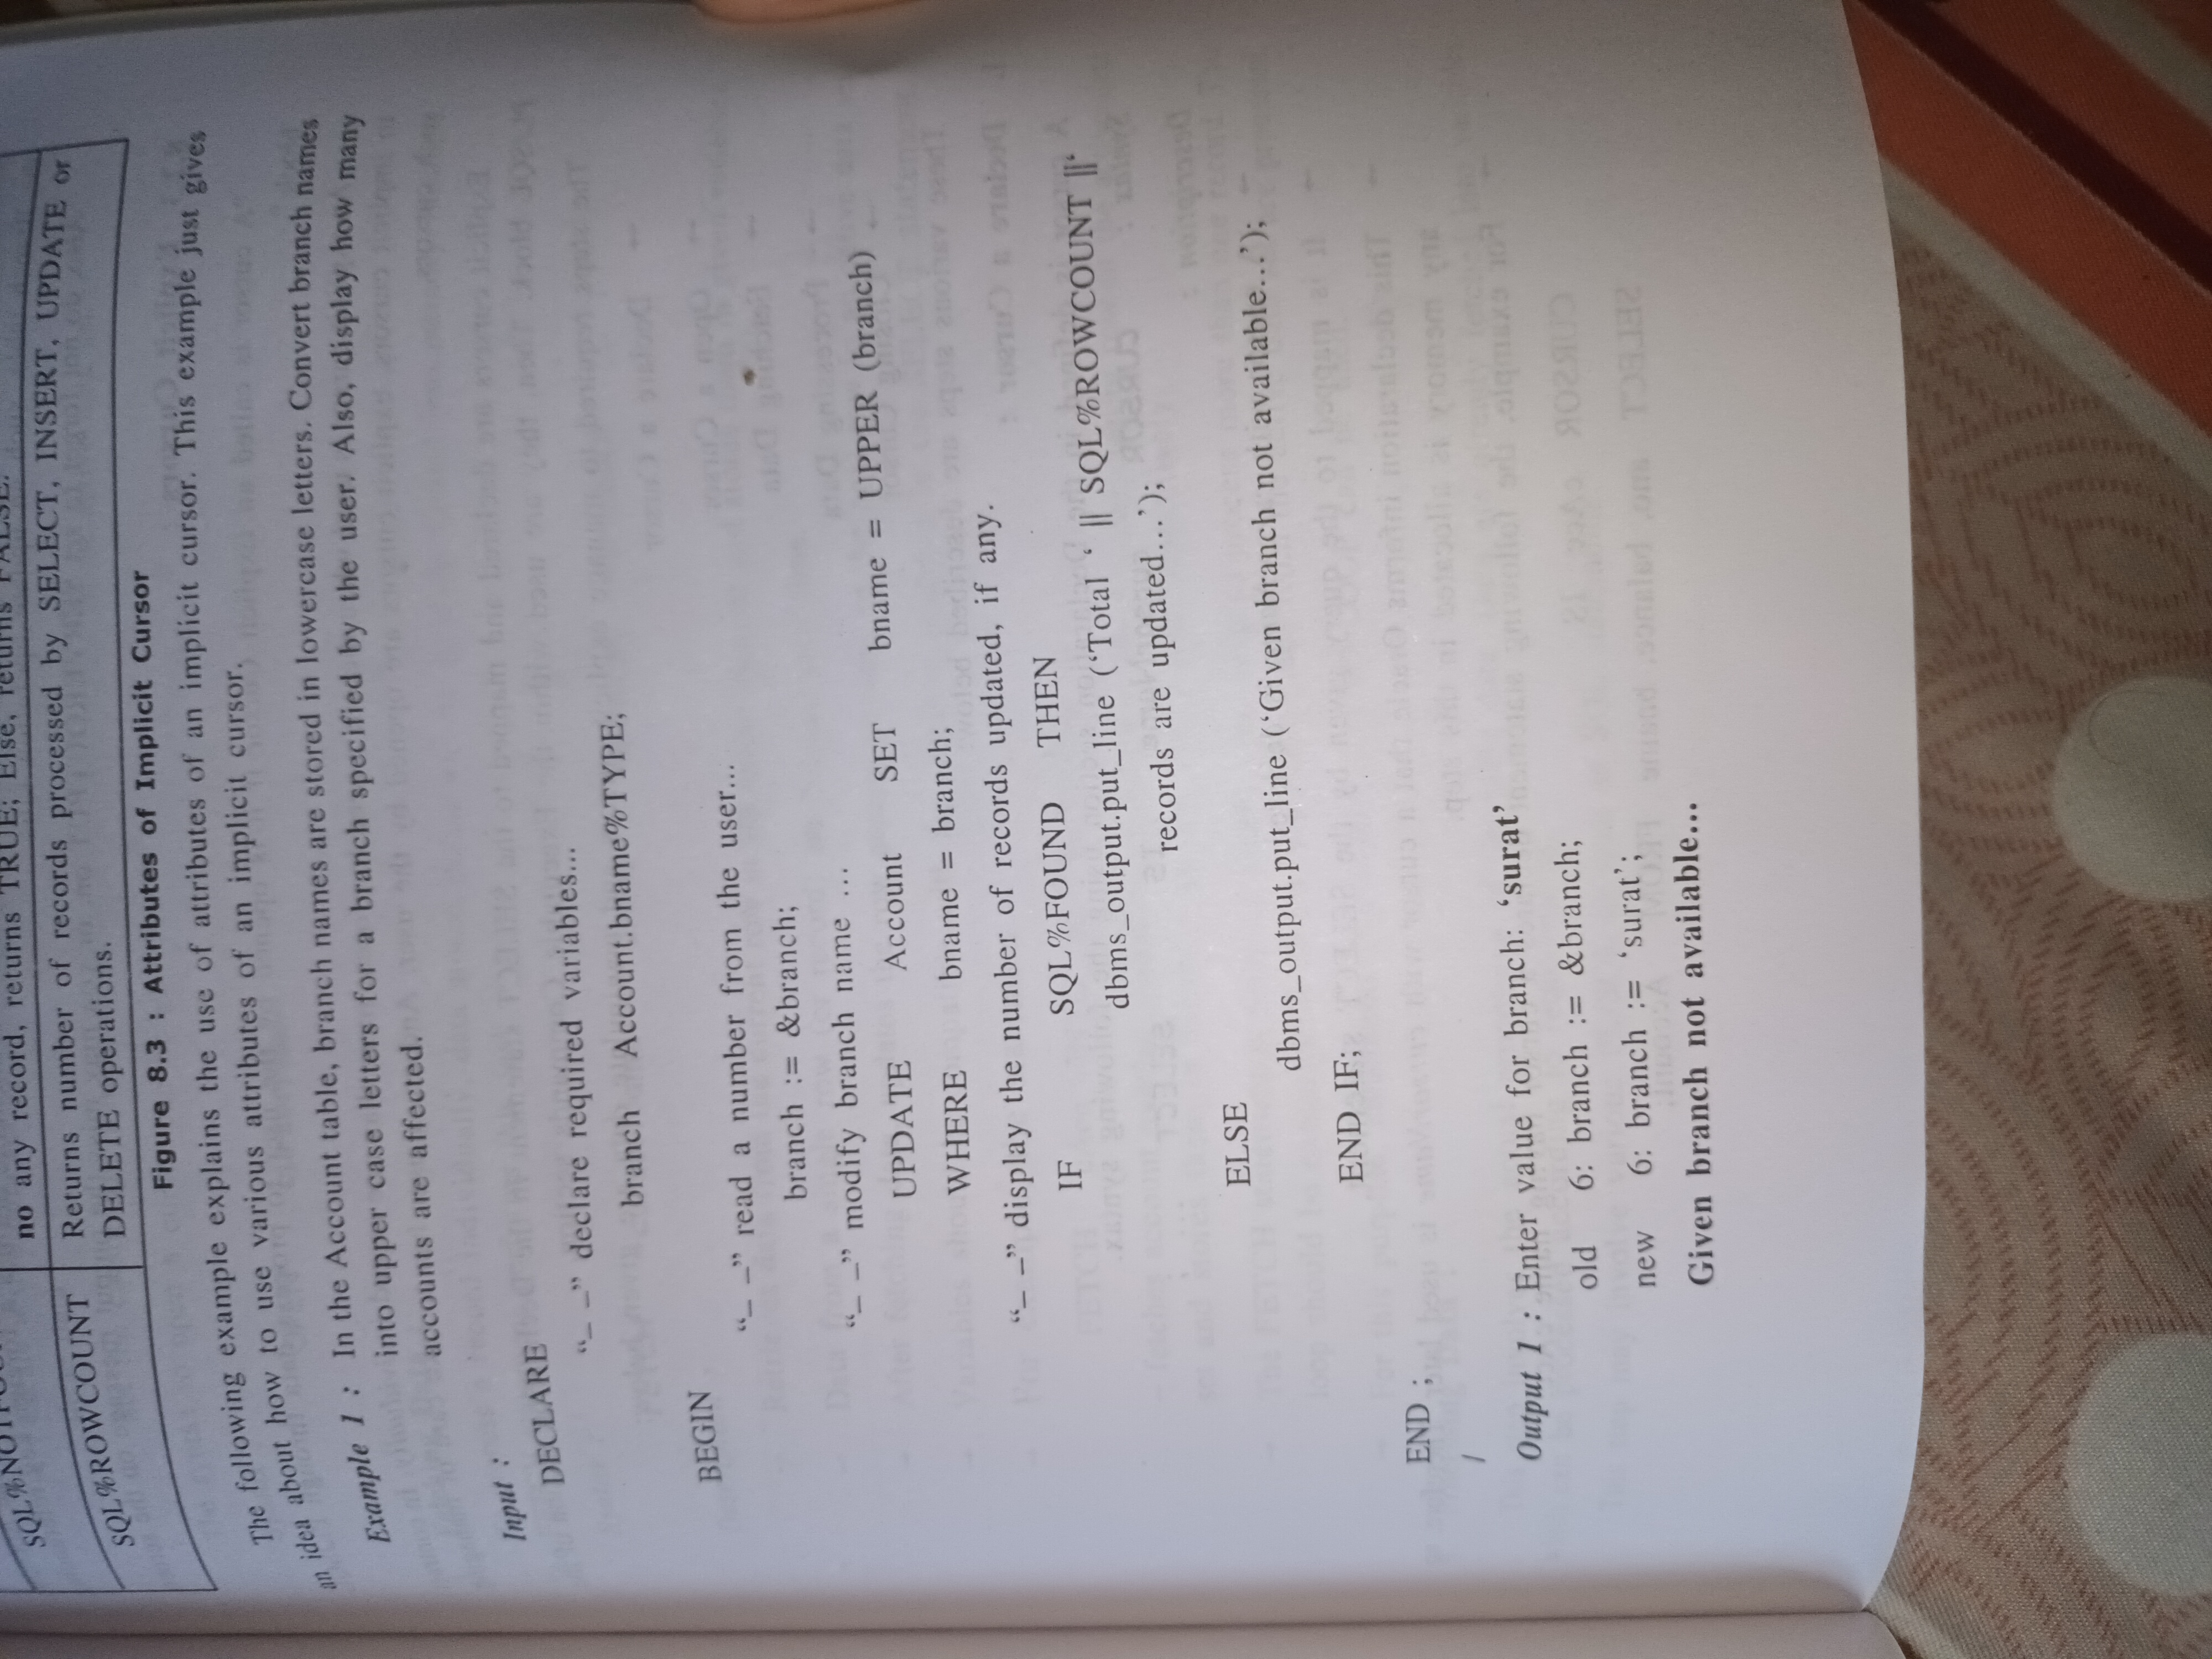 no any record, returns TRUE; Else, returns FALSE.
SQL%ROWCOUNT Returns number of records processed by SELECT, INSERT, UPDATE or
DELETE operations.
Figure 8.3 : Attributes of Implicit Cursor
The following example explains the use of attributes of an implicit cursor. This example just gives
an idea about how to use various attributes of an implicit cursor.
Example 1 : In the Account table, branch names are stored in lowercase letters. Convert branch names
into upper case letters for a branch specified by the user. Also, display how many
accounts are affected.
Input :
DECLARE
“– –” declare required variables...
branch Account.bname%TYPE;
BEGIN
“– –” read a number from the user...
branch := &branch;
“– –” modify branch name ...
UPDATE Account SET bname = UPPER (branch)
WHERE bname = branch;
“– –” display the number of records updated, if any.
IF SQL%FOUND THEN
dbms_output.put_line (‘Total ‘ || SQL%ROWCOUNT ||‘
records are updated...’);
ELSE
dbms_output.put_line (‘Given branch not available...’);
END IF;
END ;
/
Output 1 : Enter value for branch: ‘surat’
old 6: branch := &branch;
new 6: branch := ‘surat’;
Given branch not available...